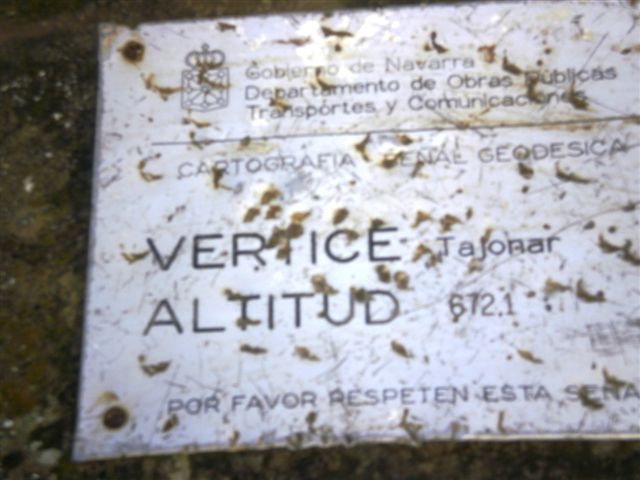 Gobierno de Navarra
Departamento de Obras Públicas
Transportes y Comunicaciones
CARTOGRAFIA SEÑAL GEODESICA
VERTICE Tajonar
ALTITUD 672.1
POR FAVOR RESPETEN ESTA SEÑA